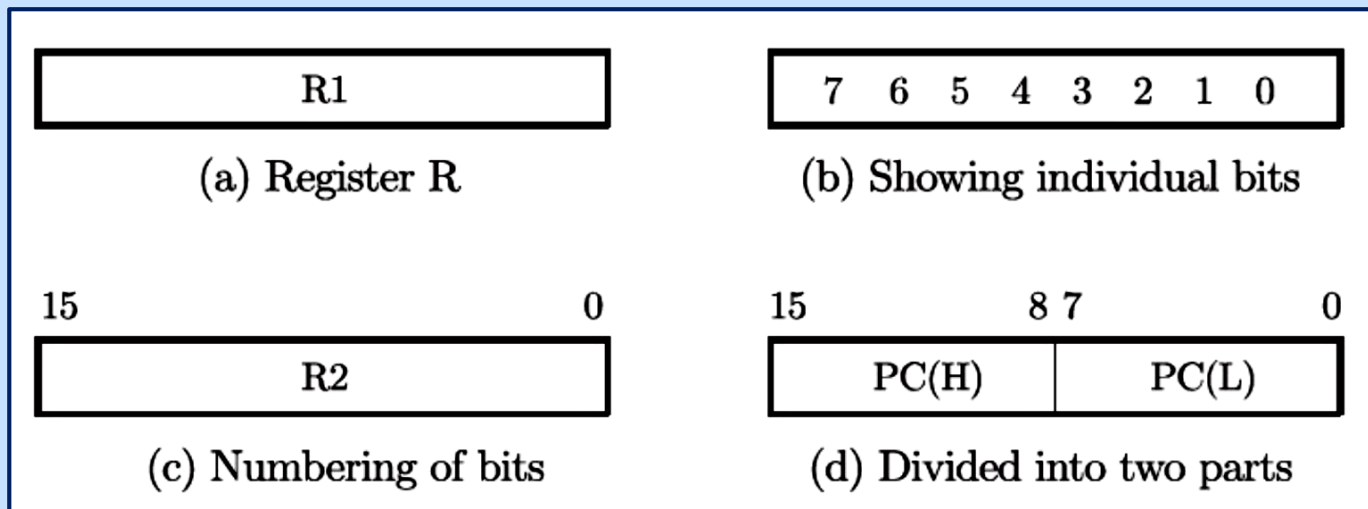 R1
7 6 5 4 3 2 1 0
(a) Register R
(b) Showing individual bits
15 0
15 8 7 0
R2
PC(H) PC(L)
(c) Numbering of bits
(d) Divided into two parts